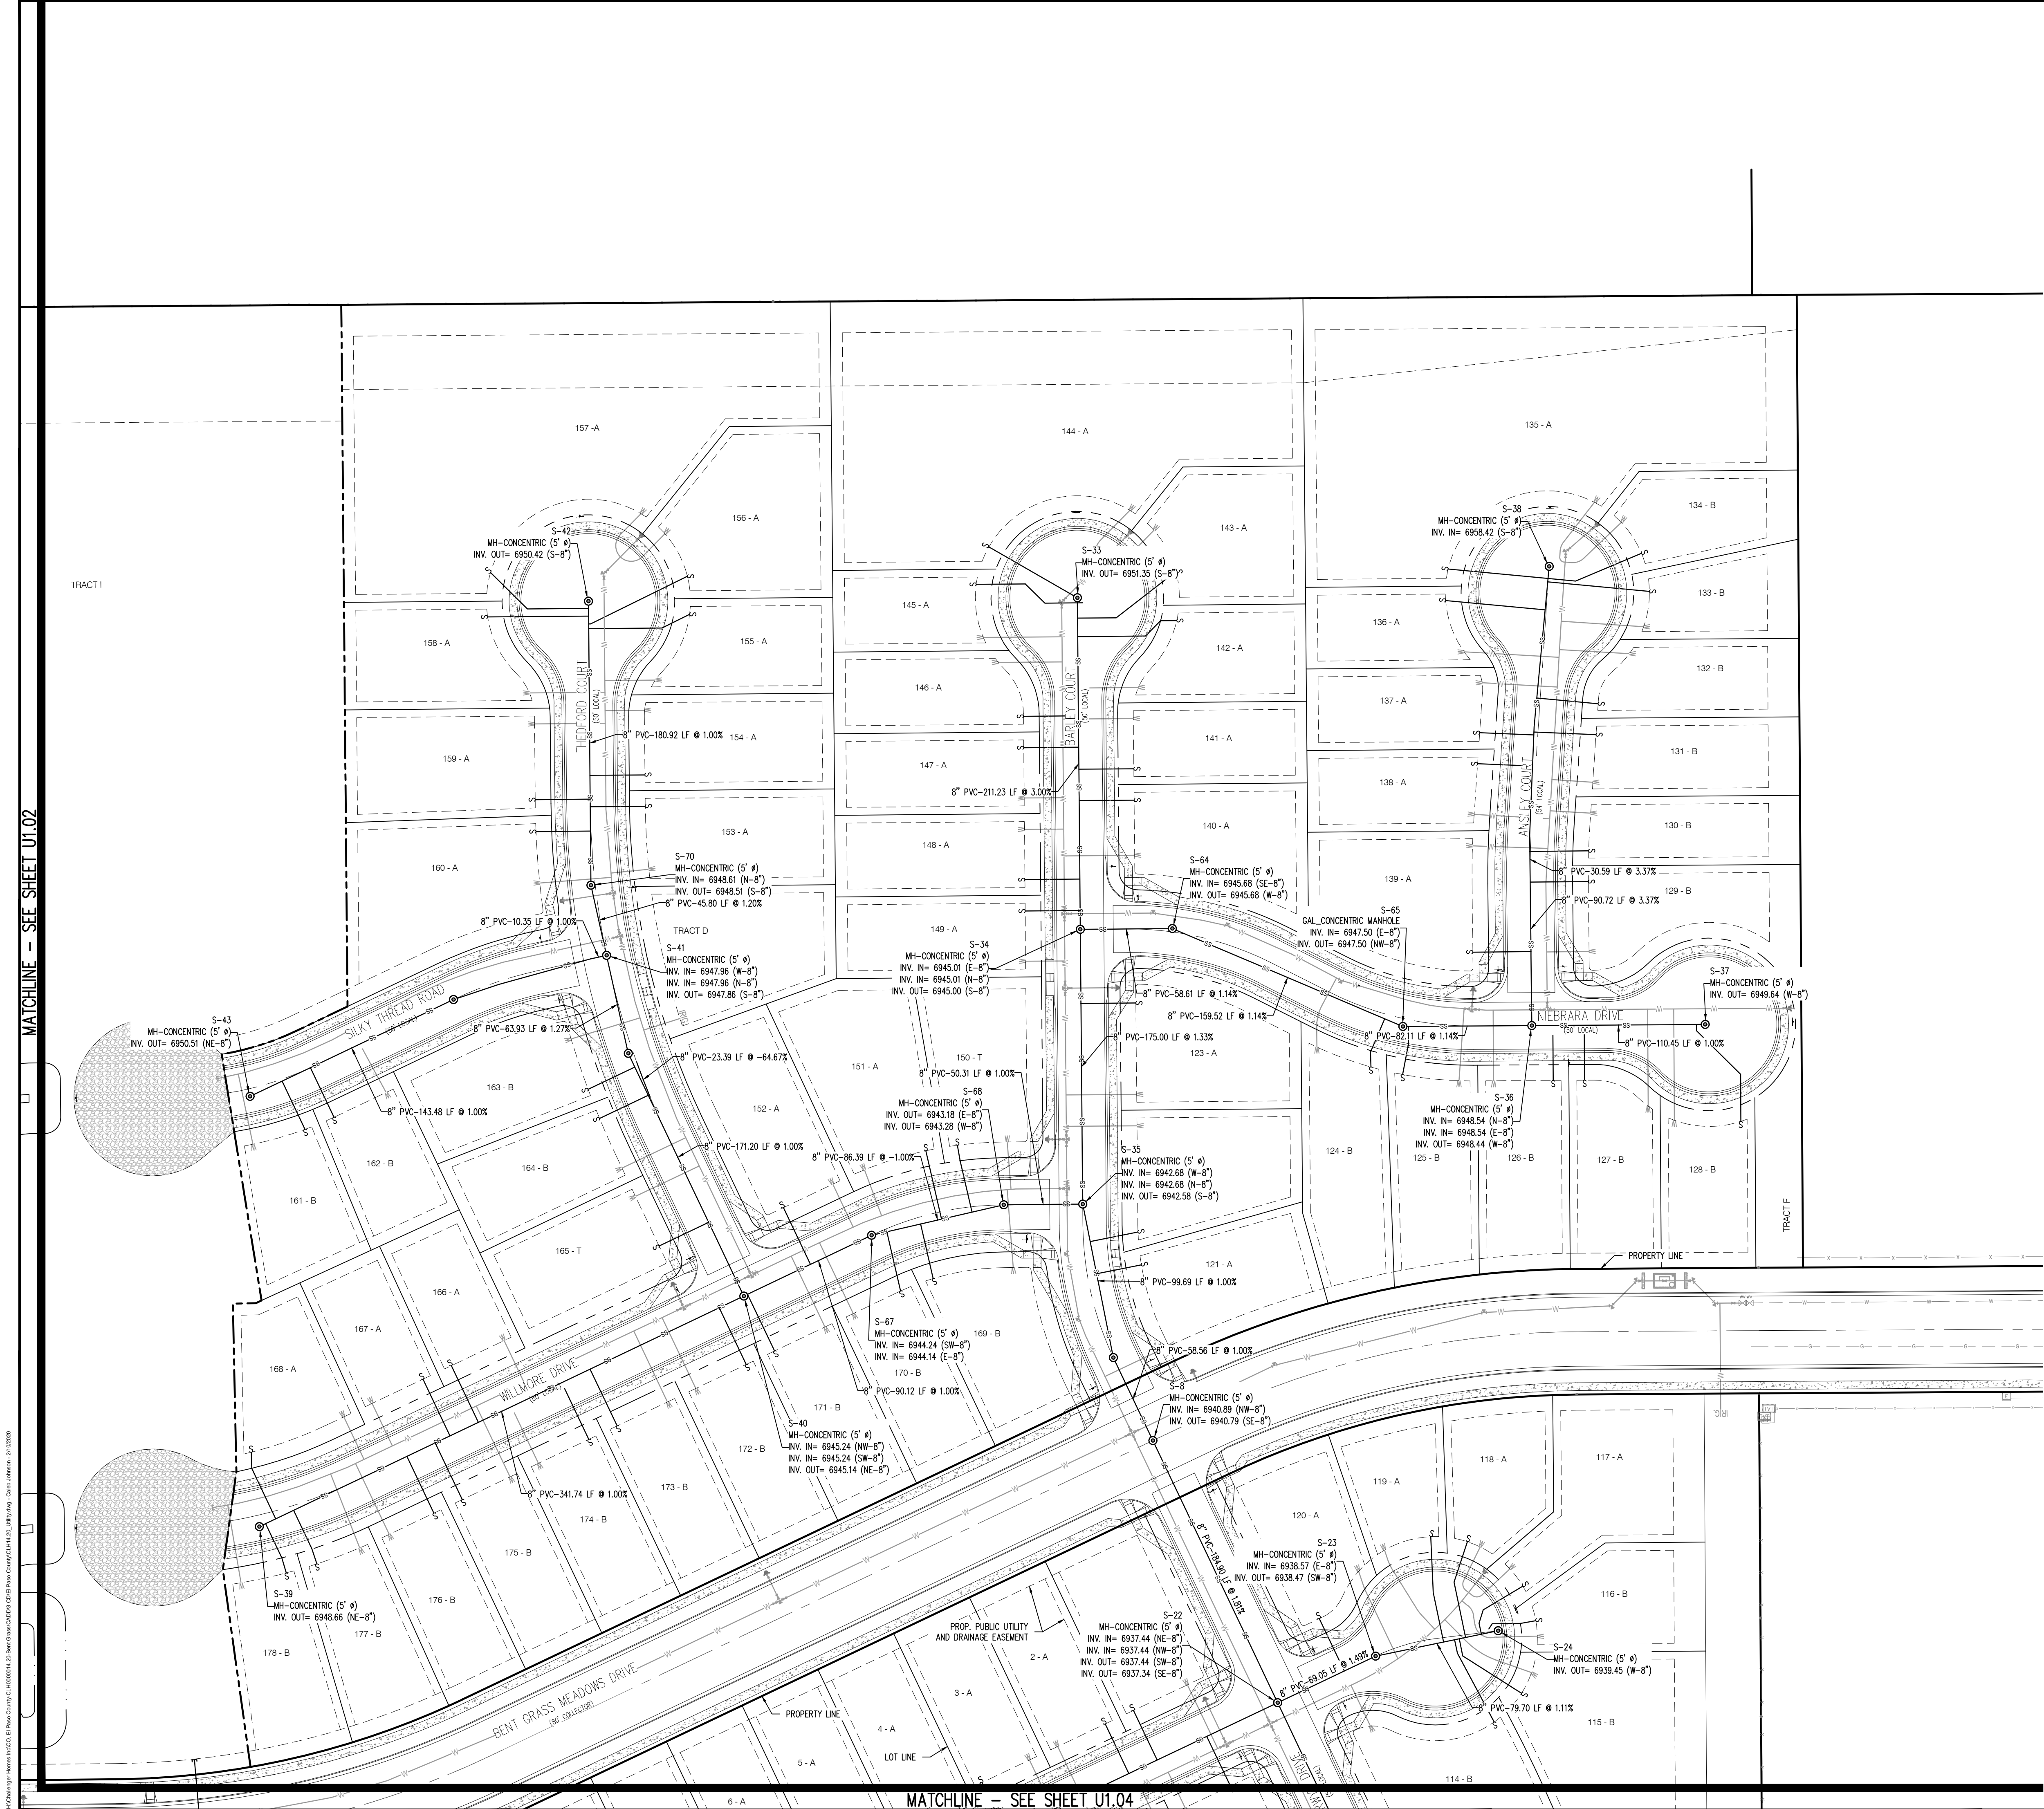 MATCHLINE – SEE SHEET U1.02
TRACT I
157 -A
144 - A
135 - A
156 - A
143 - A
134 - B
S-42
MH-CONCENTRIC (5' ø)
INV. OUT= 6950.42 (S-8")
S-33
MH-CONCENTRIC (5' ø)
INV. OUT= 6951.35 (S-8")
S-38
MH-CONCENTRIC (5' ø)
INV. IN= 6958.42 (S-8")
158 - A
155 - A
145 - A
142 - A
136 - A
133 - B
132 - B
THEDFORD COURT
(50' LOCAL)
BARLEY COURT
(50' LOCAL)
ANSLEY COURT
(54' LOCAL)
146 - A
137 - A
159 - A
154 - A
147 - A
141 - A
138 - A
131 - B
8" PVC-180.92 LF @ 1.00%
8" PVC-211.23 LF @ 3.00%
160 - A
153 - A
148 - A
140 - A
139 - A
130 - B
129 - B
8" PVC-30.59 LF @ 3.37%
8" PVC-90.72 LF @ 3.37%
S-70
MH-CONCENTRIC (5' ø)
INV. IN= 6948.61 (N-8")
INV. OUT= 6948.51 (S-8")
8" PVC-45.80 LF @ 1.20%
8" PVC-10.35 LF @ 1.00%
TRACT D
S-41
MH-CONCENTRIC (5' ø)
INV. IN= 6947.96 (W-8")
INV. IN= 6947.96 (N-8")
INV. OUT= 6947.86 (S-8")
149 - A
S-34
MH-CONCENTRIC (5' ø)
INV. IN= 6945.01 (E-8")
INV. IN= 6945.01 (N-8")
INV. OUT= 6945.00 (S-8")
S-64
MH-CONCENTRIC (5' ø)
INV. IN= 6945.68 (SE-8")
INV. OUT= 6945.68 (W-8")
S-65
GAL_CONCENTRIC MANHOLE
INV. IN= 6947.50 (E-8")
INV. OUT= 6947.50 (NW-8")
S-37
MH-CONCENTRIC (5' ø)
INV. OUT= 6949.64 (W-8")
8" PVC-58.61 LF @ 1.14%
8" PVC-159.52 LF @ 1.14%
8" PVC-82.11 LF @ 1.14%
NIEBRARA DRIVE
(50' LOCAL)
8" PVC-110.45 LF @ 1.00%
SILKY THREAD ROAD
(50' LOCAL)
S-43
MH-CONCENTRIC (5' ø)
INV. OUT= 6950.51 (NE-8")
8" PVC-63.93 LF @ 1.27%
8" PVC-23.39 LF @ -64.67%
8" PVC-175.00 LF @ 1.33%
8" PVC-143.48 LF @ 1.00%
163 - B
151 - A
150 - T
123 - A
8" PVC-50.31 LF @ 1.00%
152 - A
S-68
MH-CONCENTRIC (5' ø)
INV. OUT= 6943.18 (E-8")
INV. OUT= 6943.28 (W-8")
S-36
MH-CONCENTRIC (5' ø)
INV. IN= 6948.54 (N-8")
INV. IN= 6948.54 (E-8")
INV. OUT= 6948.44 (W-8")
8" PVC-171.20 LF @ 1.00%
8" PVC-86.39 LF @ -1.00%
S-35
MH-CONCENTRIC (5' ø)
INV. IN= 6942.68 (W-8")
INV. IN= 6942.68 (N-8")
INV. OUT= 6942.58 (S-8")
161 - B
162 - B
164 - B
124 - B
125 - B
126 - B
127 - B
128 - B
TRACT F
165 - T
121 - A
8" PVC-99.69 LF @ 1.00%
PROPERTY LINE
166 - A
167 - A
168 - A
S-67
MH-CONCENTRIC (5' ø)
INV. IN= 6944.24 (SW-8")
INV. IN= 6944.14 (E-8")
169 - B
170 - B
8" PVC-58.56 LF @ 1.00%
WILLMORE DRIVE
(50' LOCAL)
8" PVC-90.12 LF @ 1.00%
S-8
MH-CONCENTRIC (5' ø)
INV. IN= 6940.89 (NW-8")
INV. OUT= 6940.79 (SE-8")
171 - B
S-40
MH-CONCENTRIC (5' ø)
INV. IN= 6945.24 (NW-8")
INV. IN= 6945.24 (SW-8")
INV. OUT= 6945.14 (NE-8")
172 - B
173 - B
174 - B
175 - B
176 - B
177 - B
178 - B
8" PVC-341.74 LF @ 1.00%
IRIG
117 - A
118 - A
119 - A
120 - A
116 - B
8" PVC-184.90 LF @ 1.81%
S-23
MH-CONCENTRIC (5' ø)
INV. IN= 6938.57 (E-8")
INV. OUT= 6938.47 (SW-8")
S-39
MH-CONCENTRIC (5' ø)
INV. OUT= 6948.66 (NE-8")
S-22
MH-CONCENTRIC (5' ø)
INV. IN= 6937.44 (NE-8")
INV. IN= 6937.44 (NW-8")
INV. OUT= 6937.44 (SW-8")
INV. OUT= 6937.34 (SE-8")
PROP. PUBLIC UTILITY
AND DRAINAGE EASEMENT
S-24
MH-CONCENTRIC (5' ø)
INV. OUT= 6939.45 (W-8")
8" PVC-69.05 LF @ 1.49%
8" PVC-79.70 LF @ 1.11%
BENT GRASS MEADOWS DRIVE
(80' COLLECTOR)
2 - A
3 - A
4 - A
5 - A
6 - A
PROPERTY LINE
LOT LINE
115 - B
114 - B
DRIVE
MATCHLINE – SEE SHEET U1.04